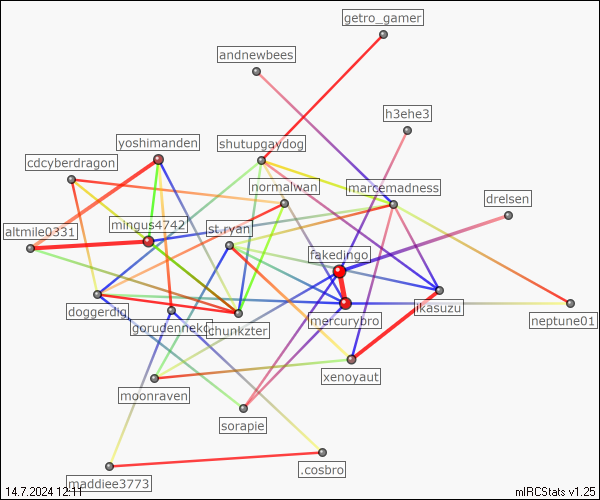 getro_gamer
andnewbees
h3ehe3
yoshimanden
shutupgaydog
cdcyberdragon
normalwan
marcemadness
drelsen
altmile0331
mingus4742
st.ryan
fakedingo
doggerdig
gorudenneko
chunkzter
mercurybro
ikasuzu
neptune01
moonraven
xenoyaut
sorapie
maddiee3773
.cosbro
14.7.2024 12:11
mIRCStats v1.25